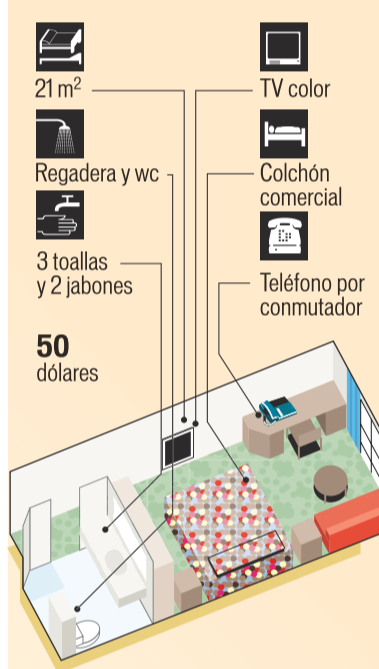 21 m²
Regadera y wc
3 toallas
y 2 jabones
50
dólares
TV color
Colchón
comercial
Teléfono por
conmutador